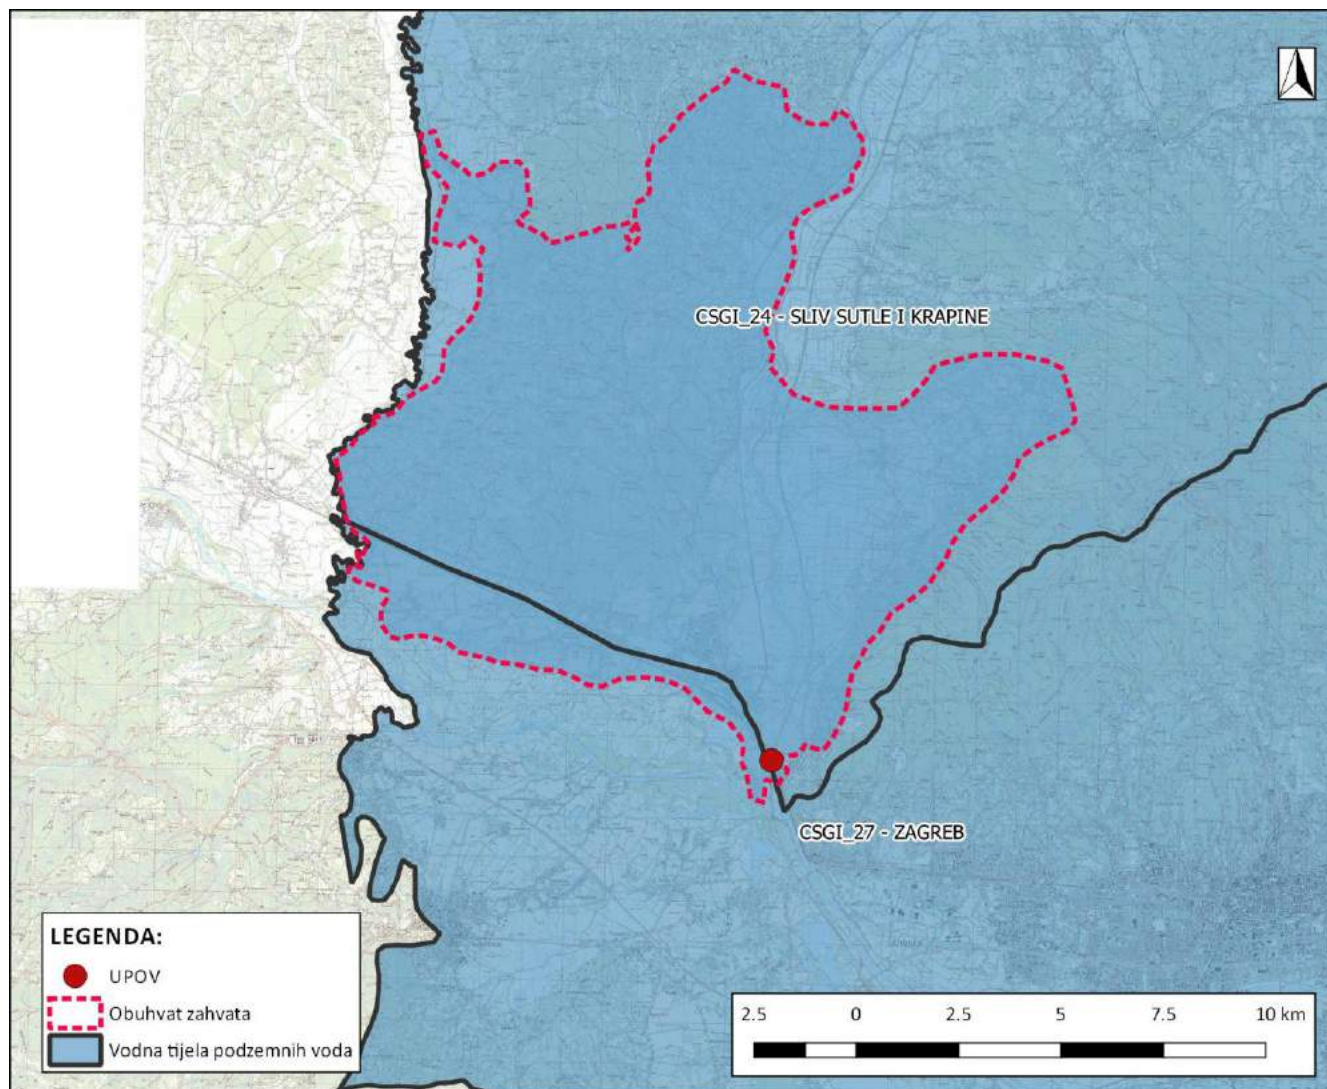 CSGI_24 - SLIV SUTLE I KRAPINE
CSGI_27 - ZAGREB
LEGENDA:
UPOV
Obuhvat zahvata
Vodna tijela podzemnih voda
2.5 0 2.5 5 7.5 10 km